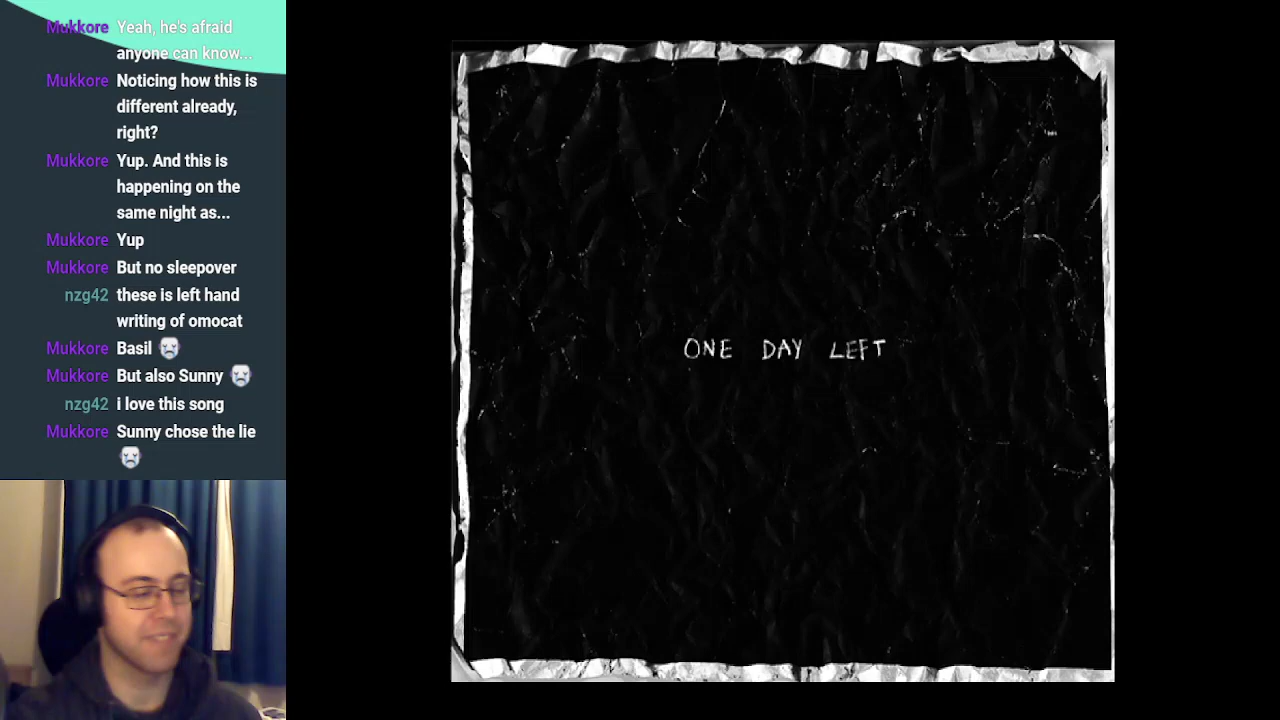 Mukkore Yeah, he's afraid
anyone can know...
Mukkore Noticing how this is
different already,
right?
Mukkore Yup. And this is
happening on the
same night as...
Mukkore Yup
Mukkore But no sleepover
nzg42 these is left hand
writing of omocat
Mukkore Basil
Mukkore But also Sunny
nzg42 i love this song
Mukkore Sunny chose the lie
ONE DAY LEFT